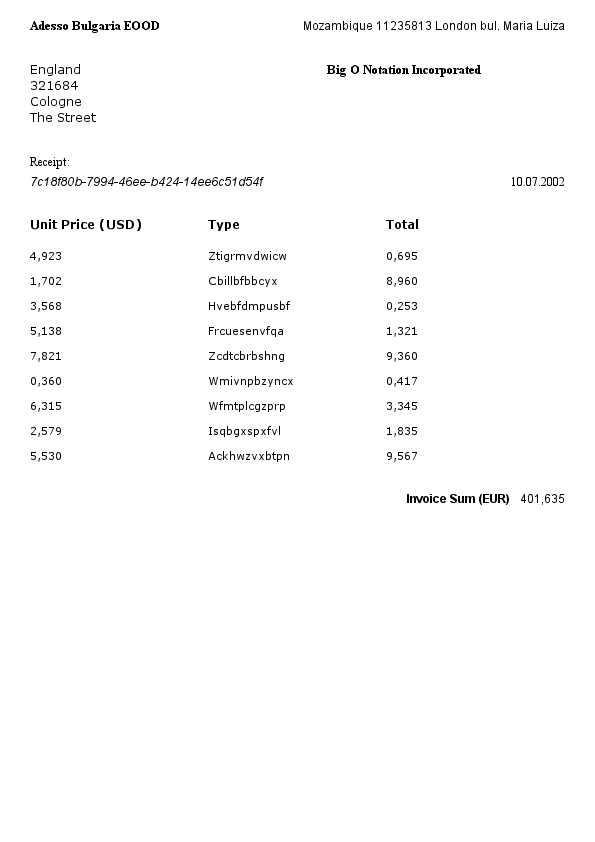 Adesso Bulgaria EOOD Mozambique 11235813 London bul. Maria Luiza
England Big O Notation Incorporated
321684
Cologne
The Street
Receipt:
7c18f80b-7994-46ee-b424-14ee6c51d54f 10.07.2002
Unit Price (USD) Type Total
4,923 Ztigrmvdwicw 0,695
1,702 Cbillbfbbcyx 8,960
3,568 Hvebfdmpusbf 0,253
5,138 Frcuesenvfqa 1,321
7,821 Zcdtcbrbshng 9,360
0,360 Wmivnpbzyncx 0,417
6,315 Wfmtplcgzprp 3,345
2,579 Isqbgxspxfvl 1,835
5,530 Ackhwzvxbtpn 9,567
Invoice Sum (EUR) 401,635